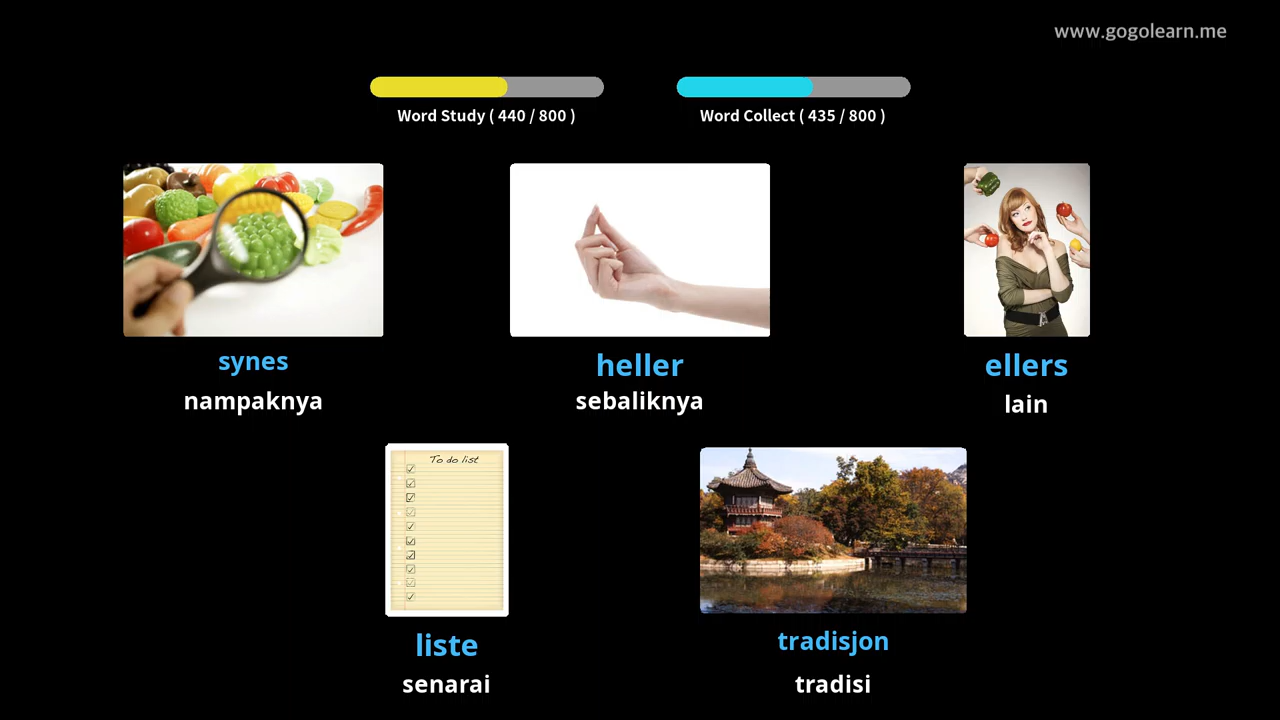 www.gogolearn.me
Word Study ( 440 / 800 )
Word Collect ( 435 / 800 )
synes
nampaknya
heller
sebaliknya
ellers
lain
To do list
liste
senarai
tradisjon
tradisi